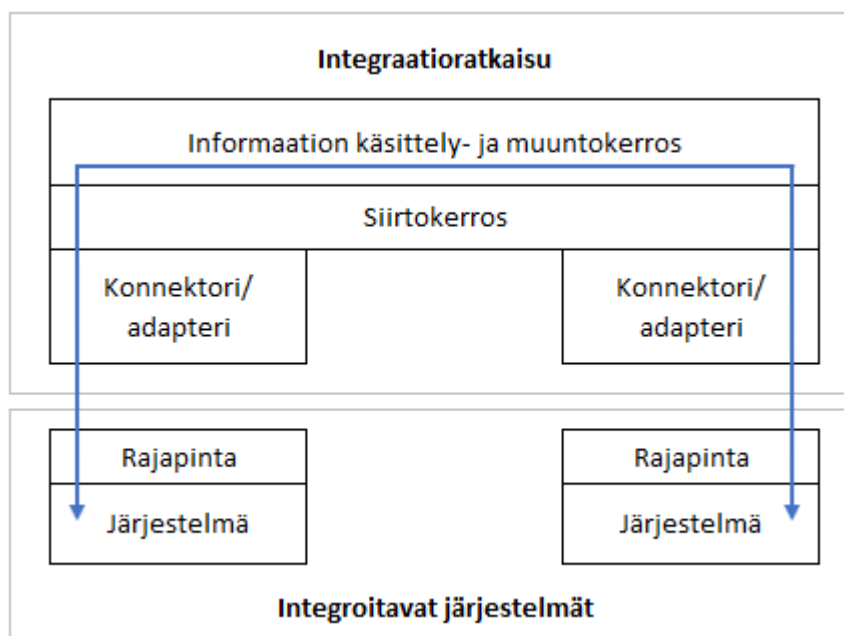 Integraatioratkaisu
Informaation käsittely- ja muuntokerros
Siirtokerros
Konnektori/
adapteri
Konnektori/
adapteri
Rajapinta
Järjestelmä
Rajapinta
Järjestelmä
Integroitavat järjestelmät